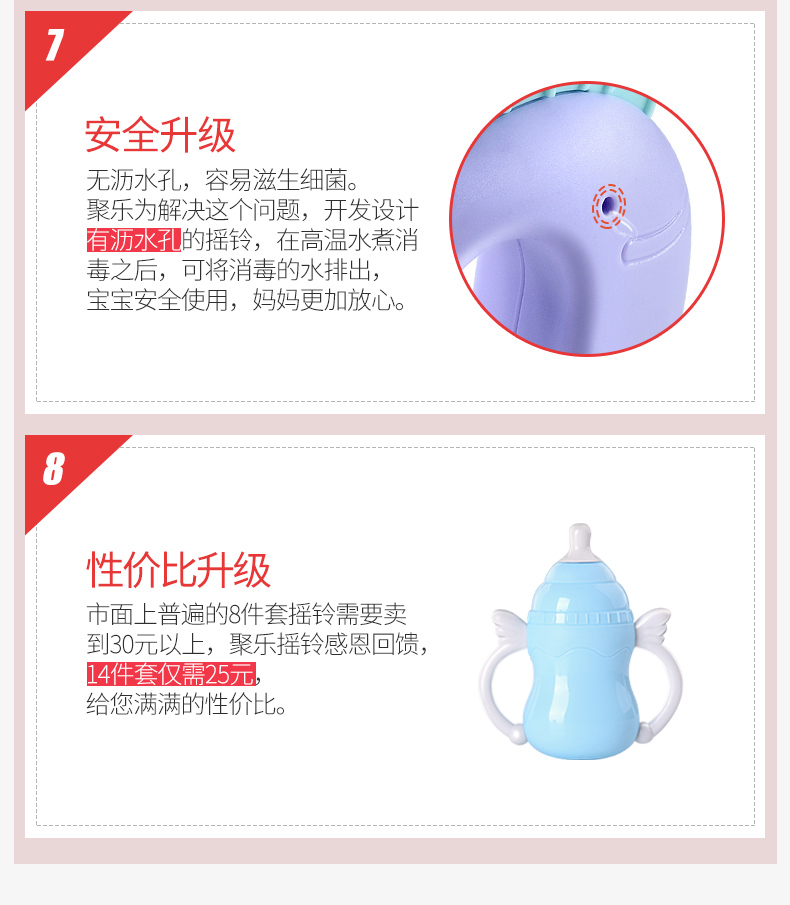 7
安全升级
无沥水孔，容易滋生细菌。
聚乐为解决这个问题，开发设计
有沥水孔的摇铃，在高温水煮消
毒之后，可将消毒的水排出，
宝宝安全使用，妈妈更加放心。
8
性价比升级
市面上普遍的8件套摇铃需要卖
到30元以上，聚乐摇铃感恩回馈，
14件套仅需25元，
给您满满的性价比。